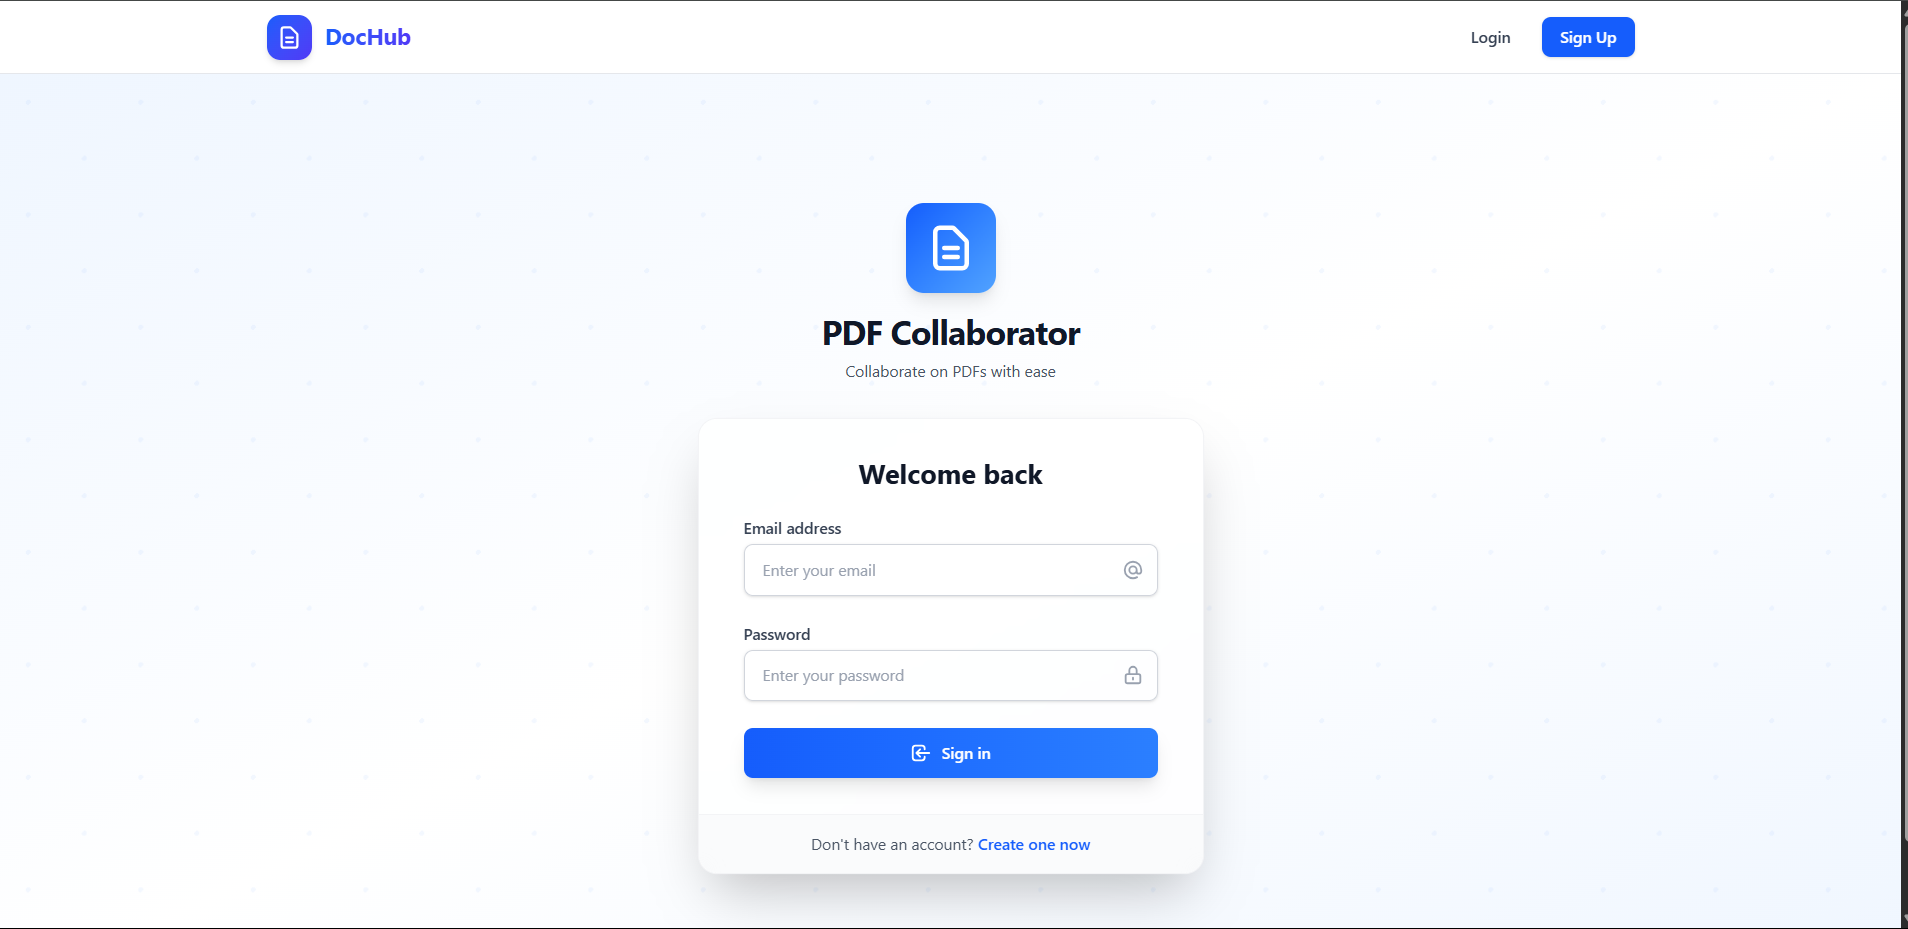 DocHub
Login
Sign Up
PDF Collaborator
Collaborate on PDFs with ease
Welcome back
Email address
Enter your email
Password
Enter your password
Sign in
Don't have an account? Create one now